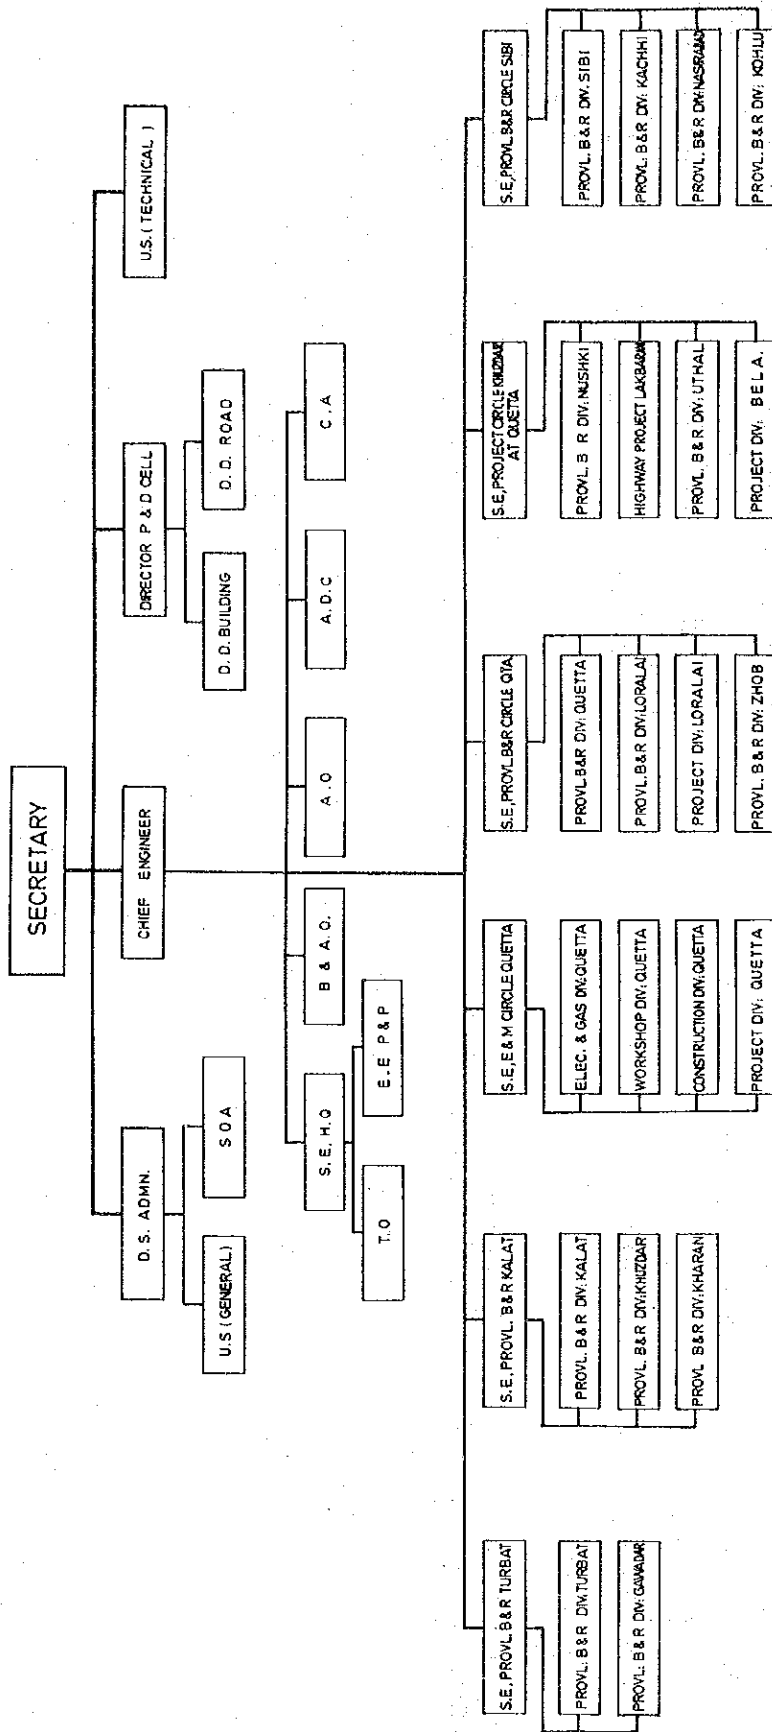 SECRETARY
D. S. ADMN.
CHIEF ENGINEER
DIRECTOR P & D CELL
U.S. ( TECHNICAL )
U.S ( GENERAL )
S O A
D. D. BUILDING
D. D. ROAD
S. E. H. Q
B & A. O.
A. O
A. D. C
C. A
T. O
E. E P & P
S.E, PROVL. B & R TURBAT
PROVL: B & R DIV: TURBAT
PROVL: B & R DIV: GAWADAR
S.E, PROVL. B & R KALAT
PROVL. B & R DIV: KALAT
PROVL. B & R DIV: KHUZDAR
PROVL B & R DIV: KHARAN
S.E, E & M CIRCLE QUETTA
ELEC. & GAS DIV: QUETTA
WORKSHOP DIV: QUETTA
CONSTRUCTION DIV: QUETTA
PROJECT DIV: QUETTA
S.E, PROVL. B&R CIRCLE QTA.
PROVL. B&R DIV: QUETTA
PROVL. B&R DIV: LORALAI
PROJECT DIV: LORALAI
PROVL. B & R DIV: ZHOB
S.E, PROJECT CIRCLE KHUZDAR
AT QUETTA
PROVL. B R DIV: NUSHKI
HIGHWAY PROJECT LAKBARAK
PROVL. B & R. DIV: UTHAL
PROJECT DIV: BELA.
S.E, PROVL. B&R CIRCLE SIBI
PROVL. B & R DIV. SIBI
PROVL: B & R DIV: KACHHI
PROVL: B & R DIV: NASIRABAD
PROVL. B & R DIV: KOHLU